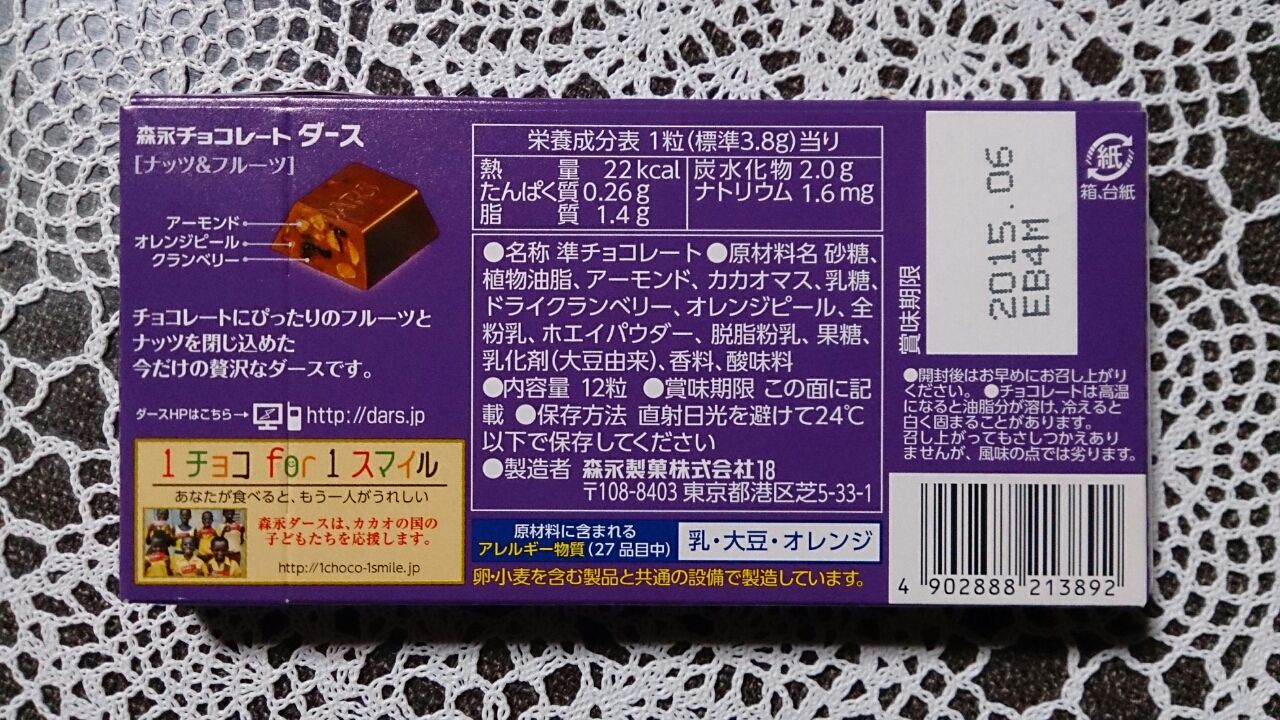 森永チョコレート ダース
[ナッツ&フルーツ]
アーモンド
オレンジピール
クランベリー
チョコレートにぴったりのフルーツと
ナッツを閉じ込めた
今だけの贅沢なダースです。
ダースHPはこちら→ http://dars.jp
1 チョコ for 1 スマイル
あなたが食べると、もう一人がうれしい
森永ダースは、カカオの国の
子どもたちを応援します。
http://1choco-1smile.jp
栄養成分表 1粒(標準3.8g)当り
熱量 22kcal 炭水化物 2.0g
たんぱく質 0.26g ナトリウム 1.6mg
脂質 1.4g
●名称 準チョコレート ●原材料名 砂糖、
植物油脂、アーモンド、カカオマス、乳糖、
ドライクランベリー、オレンジピール、全
粉乳、ホエイパウダー、脱脂粉乳、果糖、
乳化剤(大豆由来)、香料、酸味料
●内容量 12粒 ●賞味期限 この面に記
載 ●保存方法 直射日光を避けて24℃
以下で保存してください
●製造者 森永製菓株式会社18
〒108-8403 東京都港区芝5-33-1
原材料に含まれる
アレルギー物質(27品目中)
乳・大豆・オレンジ
卵・小麦を含む製品と共通の設備で製造しています。
賞味期限
2015.06
EB4M
紙
箱、台紙
●開封後はお早めにお召し上がり
ください。 ●チョコレートは高温
になると油脂分が溶け、冷えると
白く固まることがあります。
召し上がってもさしつかえあり
ませんが、風味の点では劣ります。
4 902888 213892